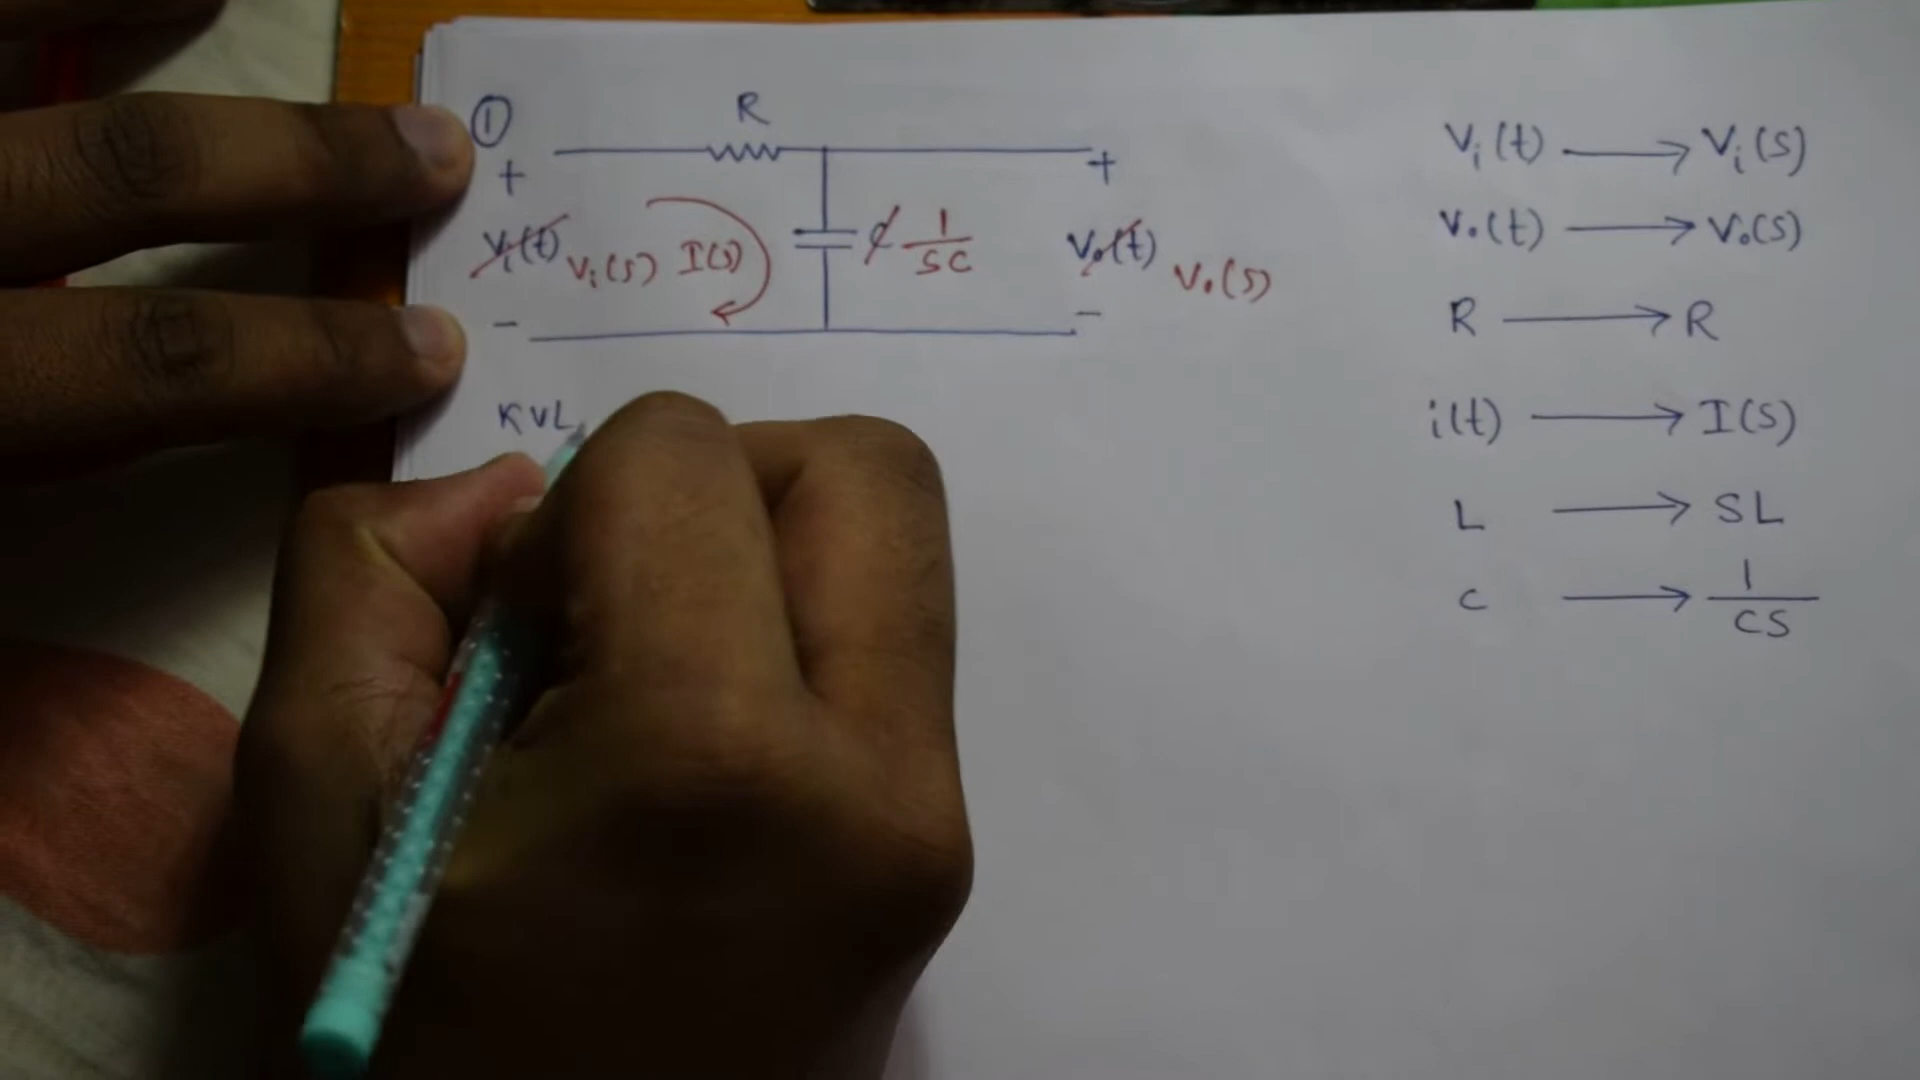 ①
R
+ +
Vi(t) Vi(s) I(s) C 1/SC Vo(t) Vo(s)
- -
KVL
Vi(t) → Vi(S)
Vo(t) → Vo(S)
R → R
i(t) → I(S)
L → SL
C → 1/CS